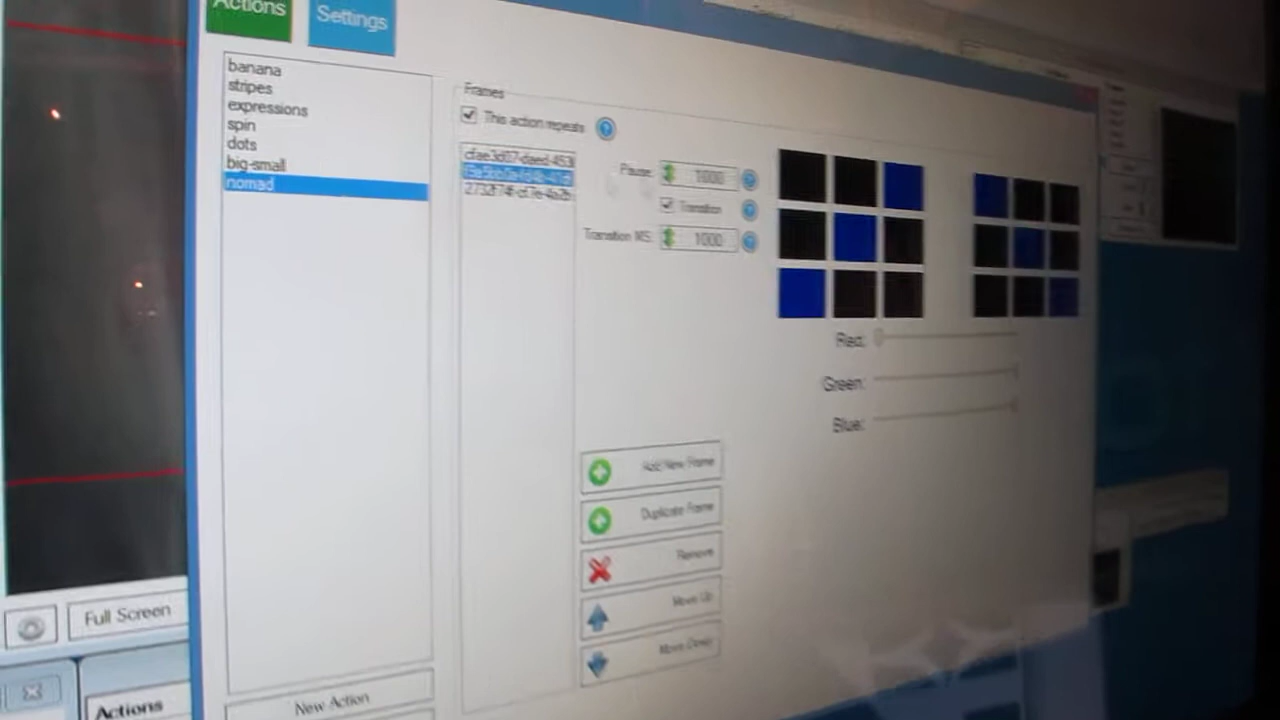 Actions
Settings
banana
stripes
expressions
spin
dots
big-small
nomad
Frames
This action repeats
Pause:
1000
Transition
Transition MS:
1000
Red:
Green:
Blue:
Add New Frame
Duplicate Frame
Remove
Move Up
Move Down
New Action
Full Screen
Actions